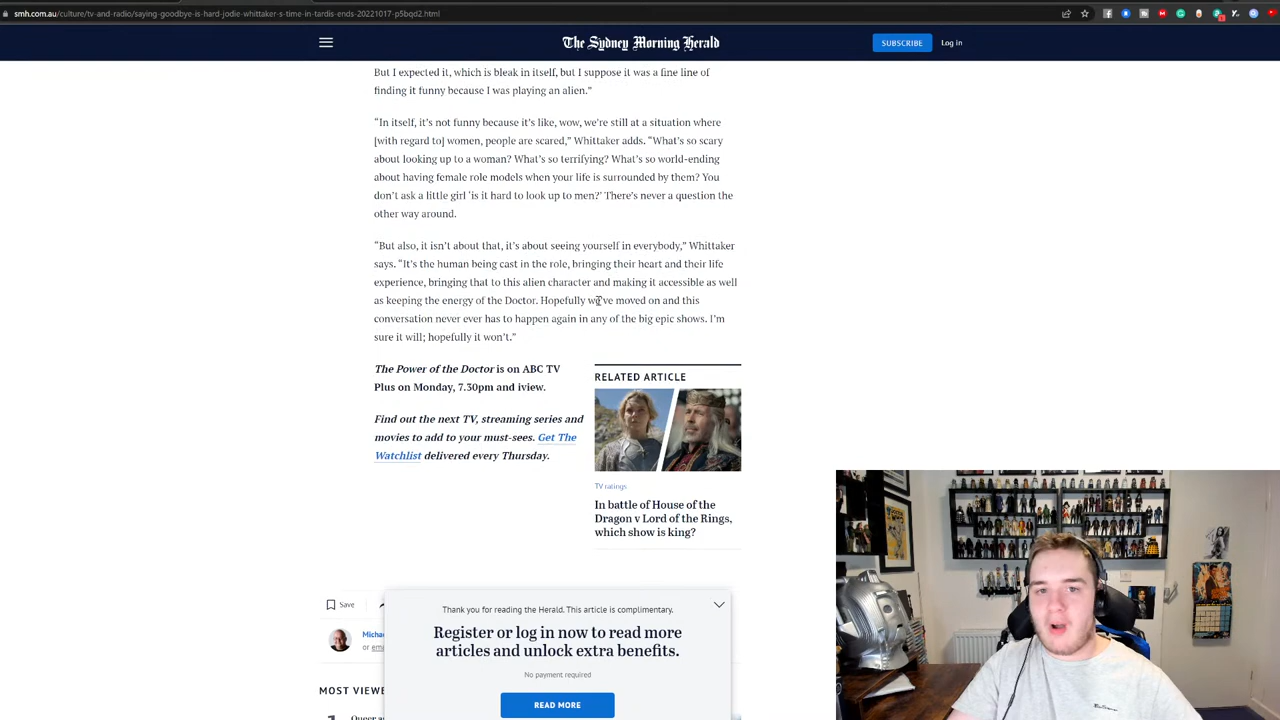 smh.com.au/culture/tv-and-radio/saying-goodbye-is-hard-jodie-whittaker-s-time-in-tardis-ends-20221017-p5bqd2.html
The Sydney Morning Herald
SUBSCRIBE
Log in
But I expected it, which is bleak in itself, but I suppose it was a fine line of
finding it funny because I was playing an alien.”
“In itself, it’s not funny because it’s like, wow, we’re still at a situation where
[with regard to] women, people are scared,” Whittaker adds. “What’s so scary
about looking up to a woman? What’s so terrifying? What’s so world-ending
about having female role models when your life is surrounded by them? You
don’t ask a little girl ‘is it hard to look up to men?’ There’s never a question the
other way around.
“But also, it isn’t about that, it’s about seeing yourself in everybody,” Whittaker
says. “It’s the human being cast in the role, bringing their heart and their life
experience, bringing that to this alien character and making it accessible as well
as keeping the energy of the Doctor. Hopefully we’ve moved on and this
conversation never ever has to happen again in any of the big epic shows. I’m
sure it will; hopefully it won’t.”
The Power of the Doctor is on ABC TV
Plus on Monday, 7.30pm and iview.
Find out the next TV, streaming series and
movies to add to your must-sees. Get The
Watchlist delivered every Thursday.
RELATED ARTICLE
TV ratings
In battle of House of the
Dragon v Lord of the Rings,
which show is king?
Save
Thank you for reading the Herald. This article is complimentary.
Register or log in now to read more
articles and unlock extra benefits.
No payment required
READ MORE
Micha
or em
MOST VIEWE